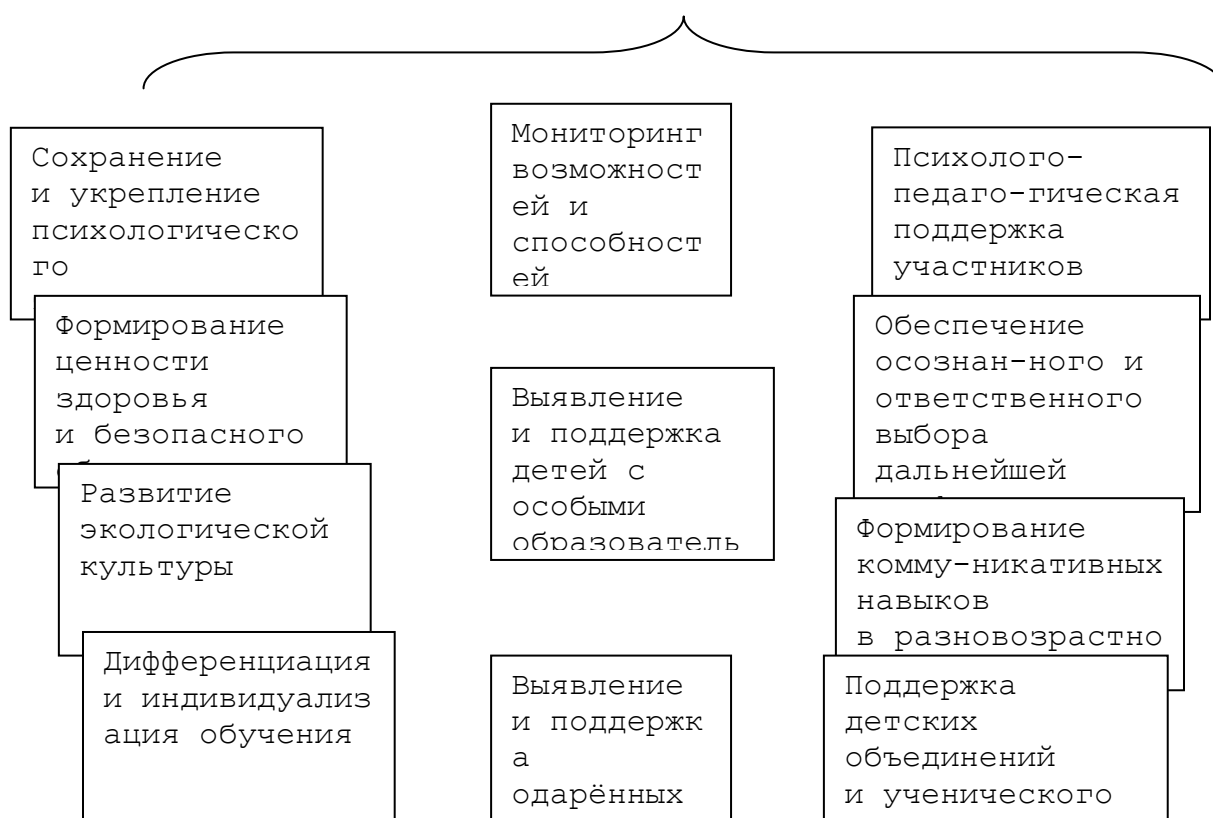 Сохранение
и укрепление
психологическо
го
Формирование
ценности
здоровья
и безопасного
Развитие
экологической
культуры
Дифференциация
и индивидуализ
ация обучения
Мониторинг
возможност
ей и
способност
ей
Выявление
и поддержка
детей с
особыми
образователь
Выявление
и поддержк
а
одарённых
Психолого-
педаго-гическая
поддержка
участников
Обеспечение
осознан-ного и
ответственного
выбора
дальнейшей
Формирование
комму-никативных
навыков
в разновозрастно
Поддержка
детских
объединений
и ученического